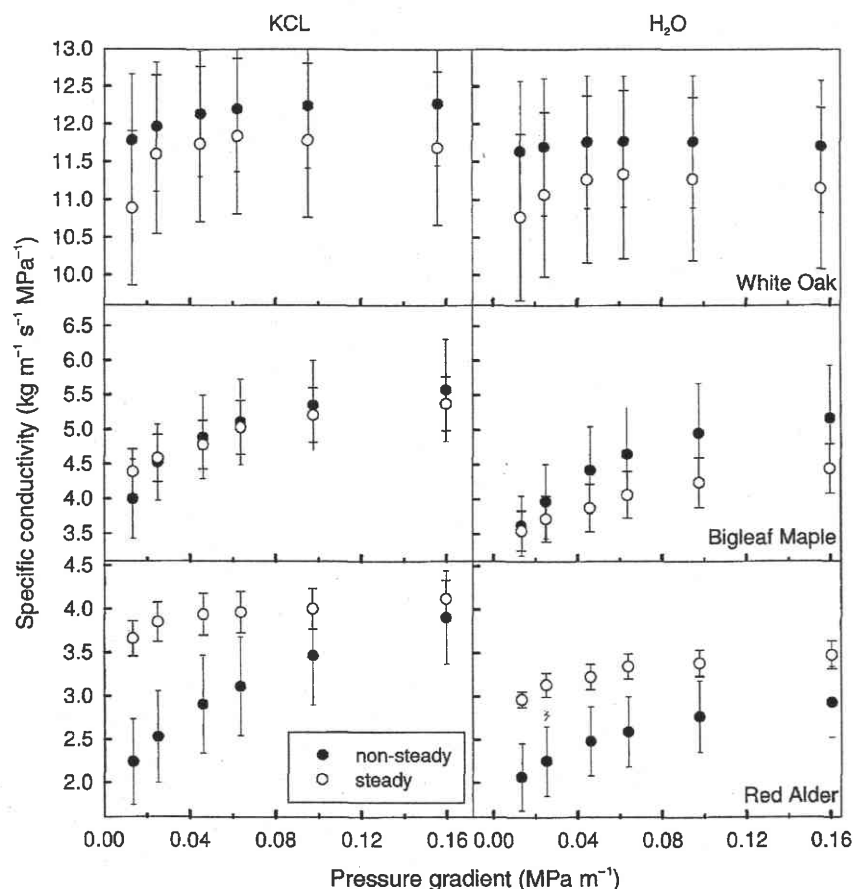 KCL
H₂O
13.0
12.5
12.0
11.5
11.0
10.5
10.0
White Oak
6.5
6.0
5.5
5.0
4.5
4.0
3.5
Bigleaf Maple
4.5
4.0
3.5
3.0
2.5
2.0
non-steady
steady
Red Alder
0.00 0.04 0.08 0.12 0.16 0.00 0.04 0.08 0.12 0.16
Specific conductivity (kg m⁻¹ s⁻¹ MPa⁻¹)
Pressure gradient (MPa m⁻¹)